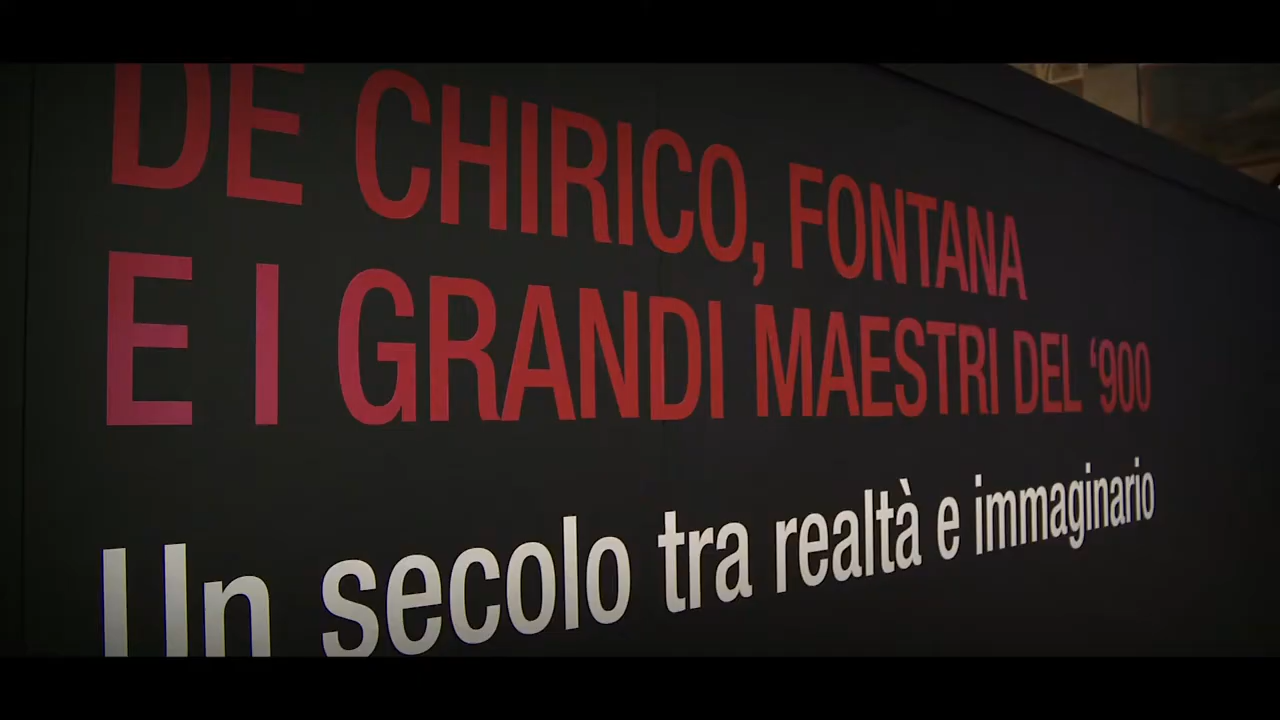 DE CHIRICO, FONTANA
E I GRANDI MAESTRI DEL ‘900
Un secolo tra realtà e immaginario